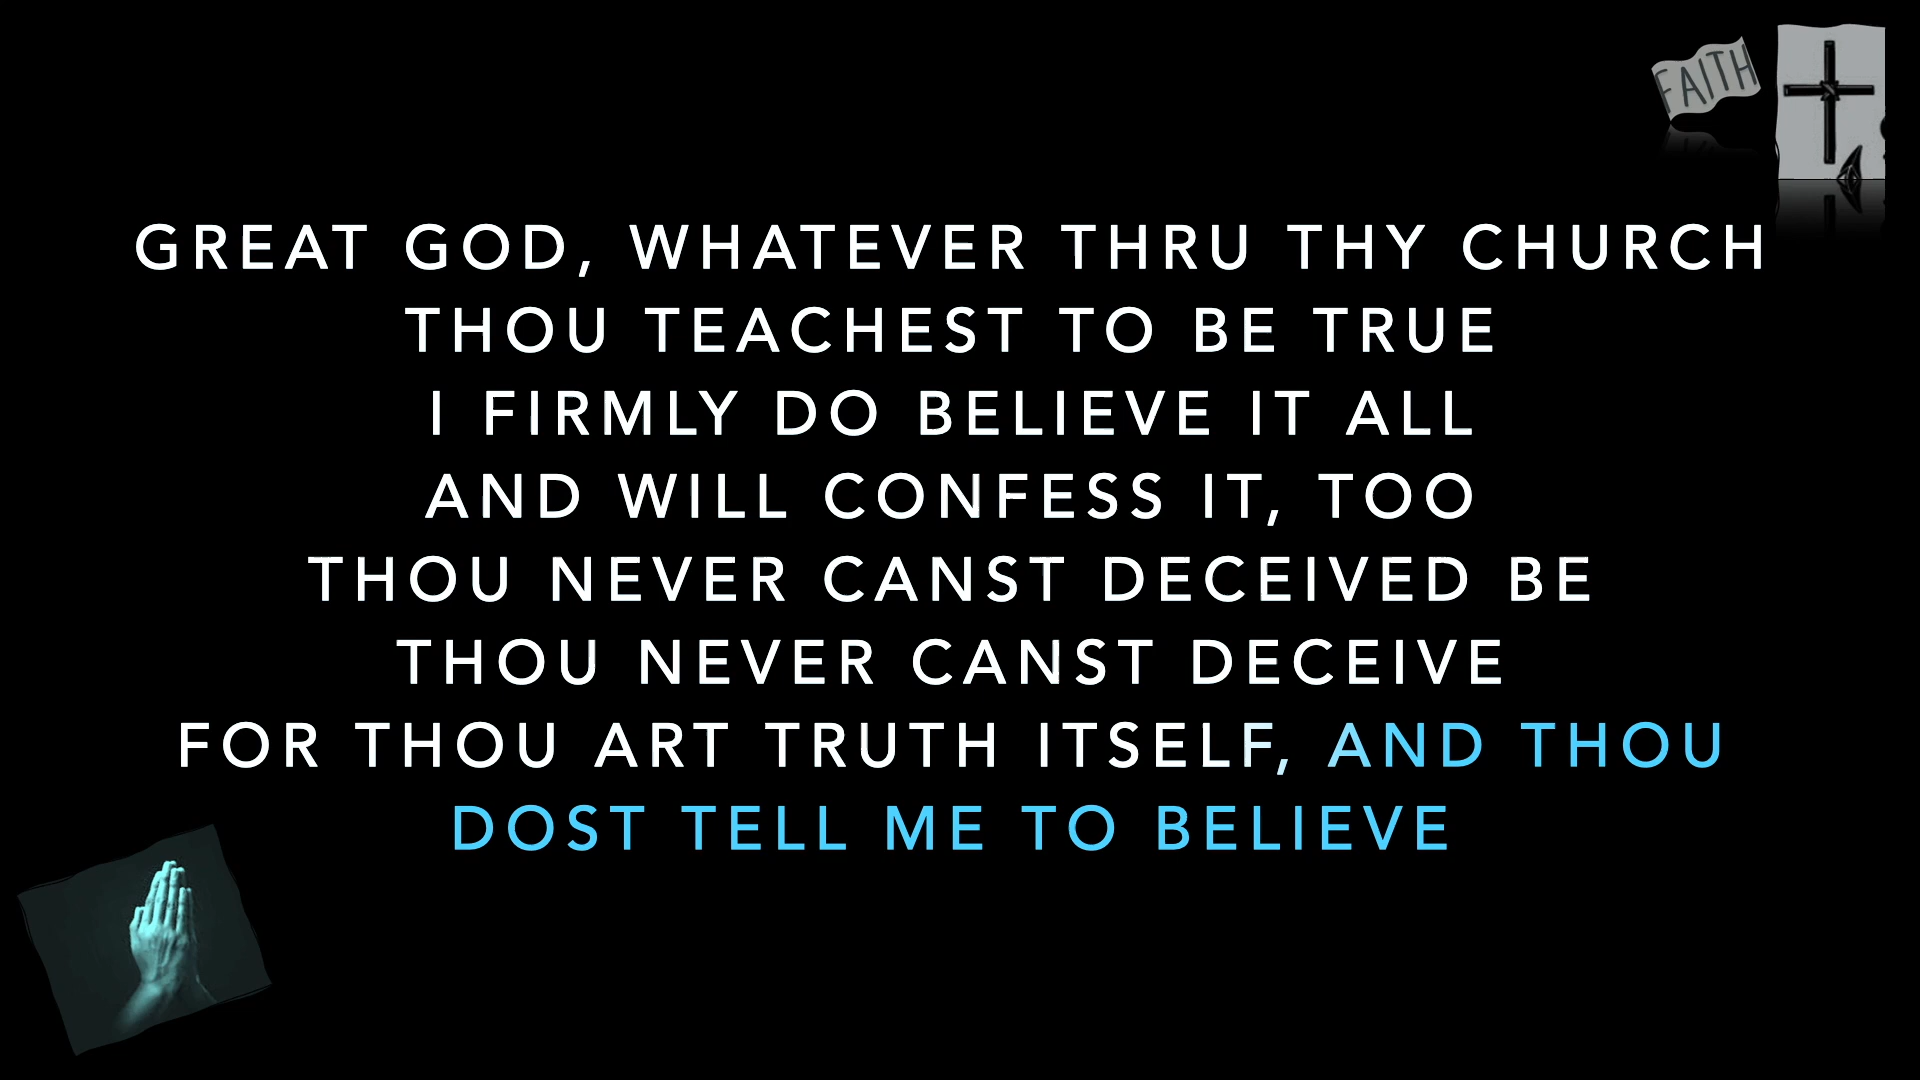 FAITH
GREAT GOD, WHATEVER THRU THY CHURCH
THOU TEACHEST TO BE TRUE
I FIRMLY DO BELIEVE IT ALL
AND WILL CONFESS IT, TOO
THOU NEVER CANST DECEIVED BE
THOU NEVER CANST DECEIVE
FOR THOU ART TRUTH ITSELF, AND THOU
DOST TELL ME TO BELIEVE